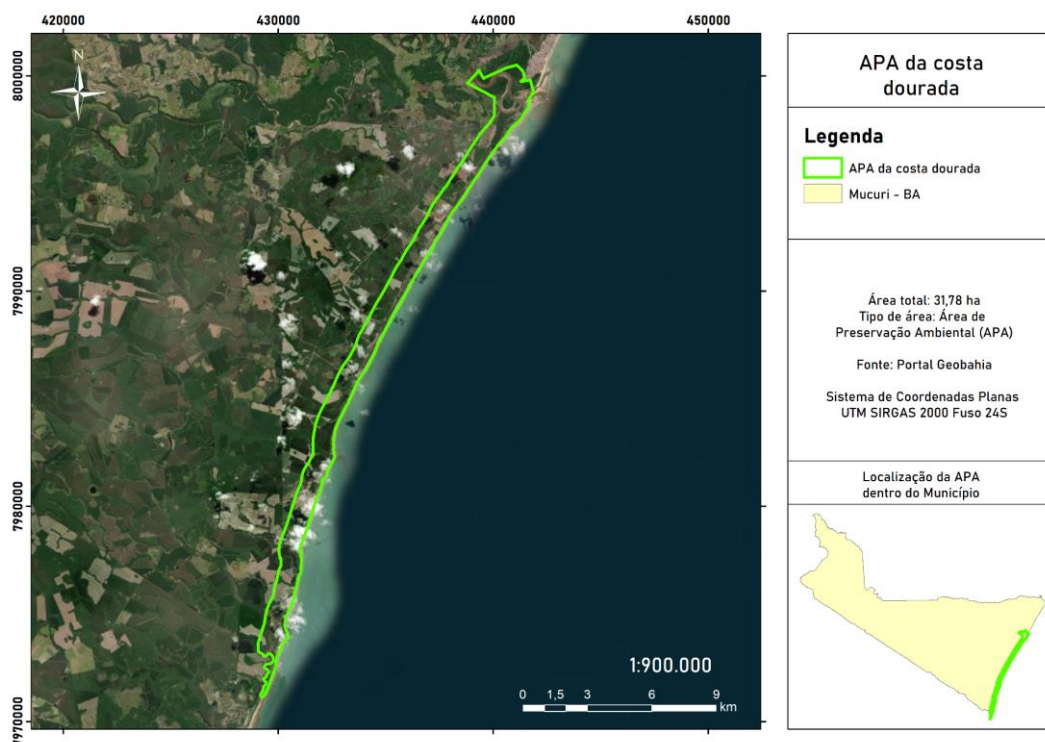 420000
430000
440000
450000
8000000
7990000
7980000
7970000
N
1:900.000
0 1,5 3 6 9
km
APA da costa
dourada
Legenda
APA da costa dourada
Mucuri - BA
Área total: 31,78 ha
Tipo de área: Área de
Preservação Ambiental (APA)
Fonte: Portal Geobahia
Sistema de Coordenadas Planas
UTM SIRGAS 2000 Fuso 24S
Localização da APA
dentro do Município